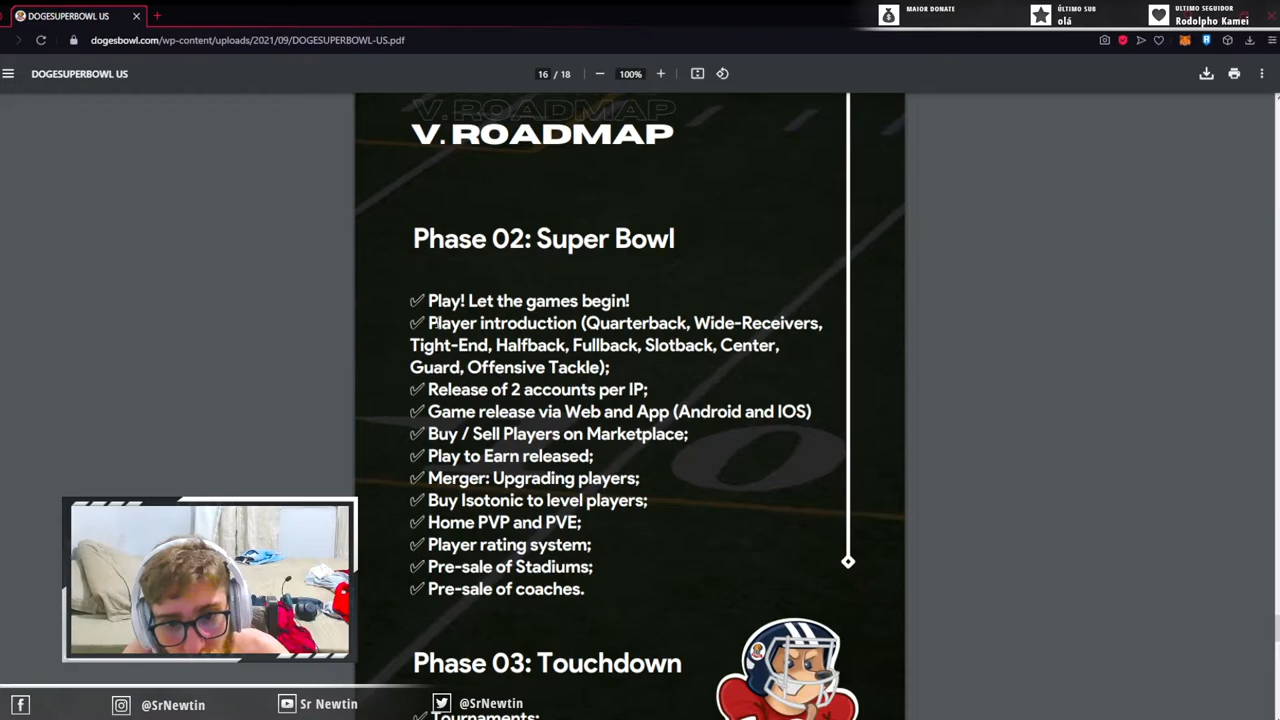 DOGESUPERBOWL US
MAIOR DONATE
ÚLTIMO SUB
olá
ULTIMO SEGUIDOR
Rodolpho Kamei
dogesbowl.com/wp-content/uploads/2021/09/DOGESUPERBOWL-US.pdf
DOGESUPERBOWL US
16 / 18
100%
V. ROADMAP
V. ROADMAP
Phase 02: Super Bowl
✅ Play! Let the games begin!
✅ Player introduction (Quarterback, Wide-Receivers,
Tight-End, Halfback, Fullback, Slotback, Center,
Guard, Offensive Tackle);
✅ Release of 2 accounts per IP;
✅ Game release via Web and App (Android and IOS)
✅ Buy / Sell Players on Marketplace;
✅ Play to Earn released;
✅ Merger: Upgrading players;
✅ Buy Isotonic to level players;
✅ Home PVP and PVE;
✅ Player rating system;
✅ Pre-sale of Stadiums;
✅ Pre-sale of coaches.
Phase 03: Touchdown
✅ Tournaments;
@SrNewtin
Sr Newtin
@SrNewtin